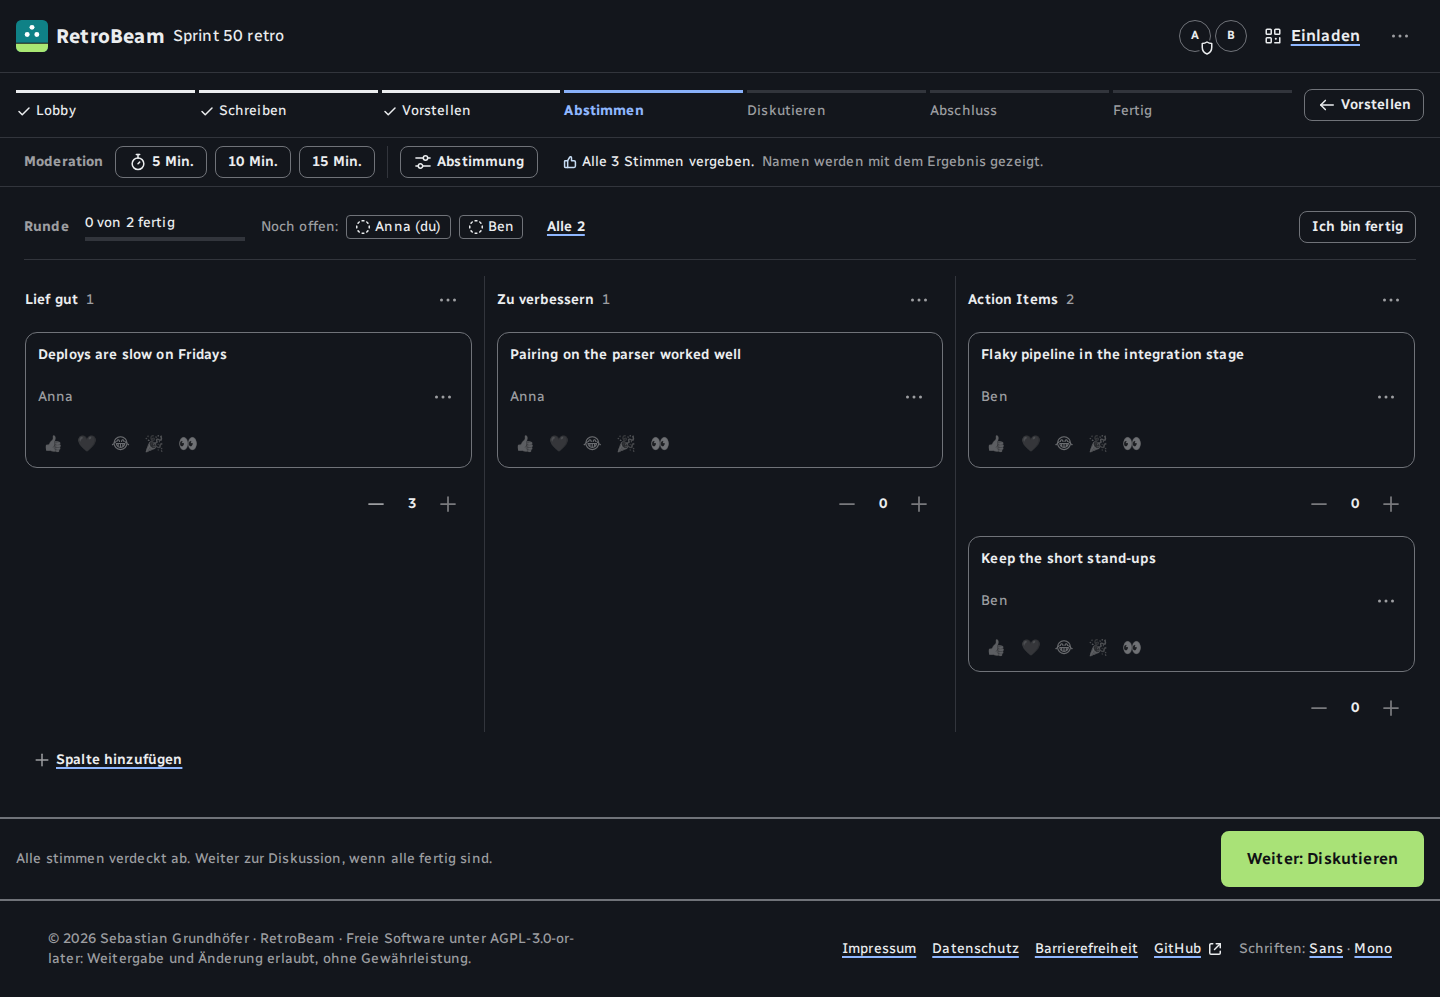 RetroBeam Sprint 50 retro
A B Einladen
Lobby Schreiben Vorstellen Abstimmen Diskutieren Abschluss Fertig Vorstellen
Moderation 5 Min. 10 Min. 15 Min. Abstimmung Alle 3 Stimmen vergeben. Namen werden mit dem Ergebnis gezeigt.
Runde 0 von 2 fertig Noch offen: Anna (du) Ben Alle 2 Ich bin fertig
Lief gut 1
Deploys are slow on Fridays
Anna
3
Zu verbessern 1
Pairing on the parser worked well
Anna
0
Action Items 2
Flaky pipeline in the integration stage
Ben
0
Keep the short stand-ups
Ben
0
Spalte hinzufügen
Alle stimmen verdeckt ab. Weiter zur Diskussion, wenn alle fertig sind.
Weiter: Diskutieren
© 2026 Sebastian Grundhöfer · RetroBeam · Freie Software unter AGPL-3.0-or-
later: Weitergabe und Änderung erlaubt, ohne Gewährleistung.
Impressum Datenschutz Barrierefreiheit GitHub Schriften: Sans · Mono